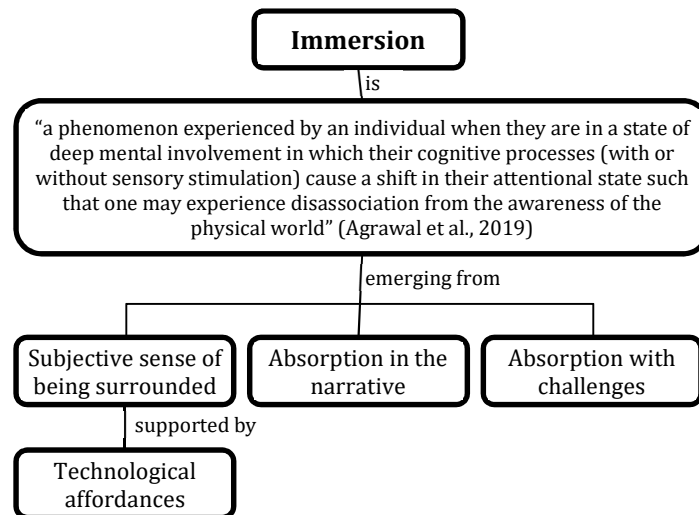 Immersion
is
“a phenomenon experienced by an individual when they are in a state of
deep mental involvement in which their cognitive processes (with or
without sensory stimulation) cause a shift in their attentional state such
that one may experience disassociation from the awareness of the
physical world” (Agrawal et al., 2019)
emerging from
Subjective sense of
being surrounded
Absorption in the
narrative
Absorption with
challenges
supported by
Technological
affordances